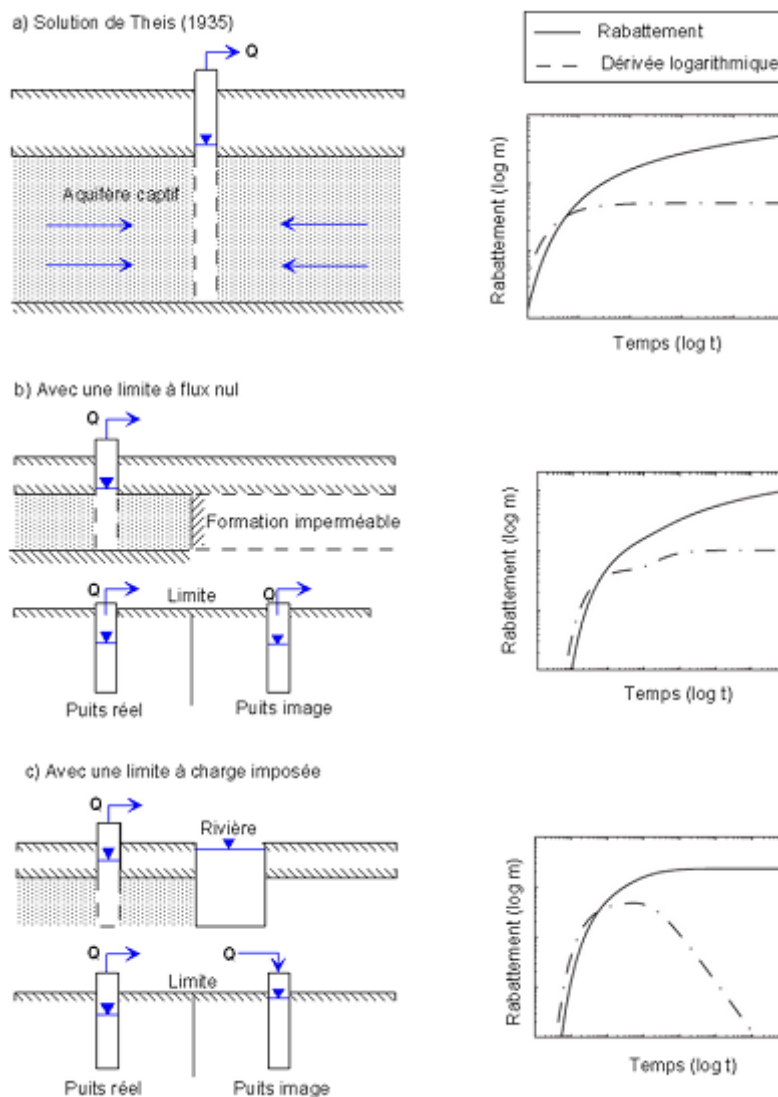 a) Solution de Theis (1935)
Q
Aquifère captif
Rabattement
Dérivée logarithmique
Rabattement (log m)
Temps (log t)
b) Avec une limite à flux nul
Q
Formation imperméable
Q
Limite
Q
Puits réel
Puits image
Rabattement (log m)
Temps (log t)
c) Avec une limite à charge imposée
Q
Rivière
Q
Q
Limite
Puits réel
Puits image
Rabattement (log m)
Temps (log t)